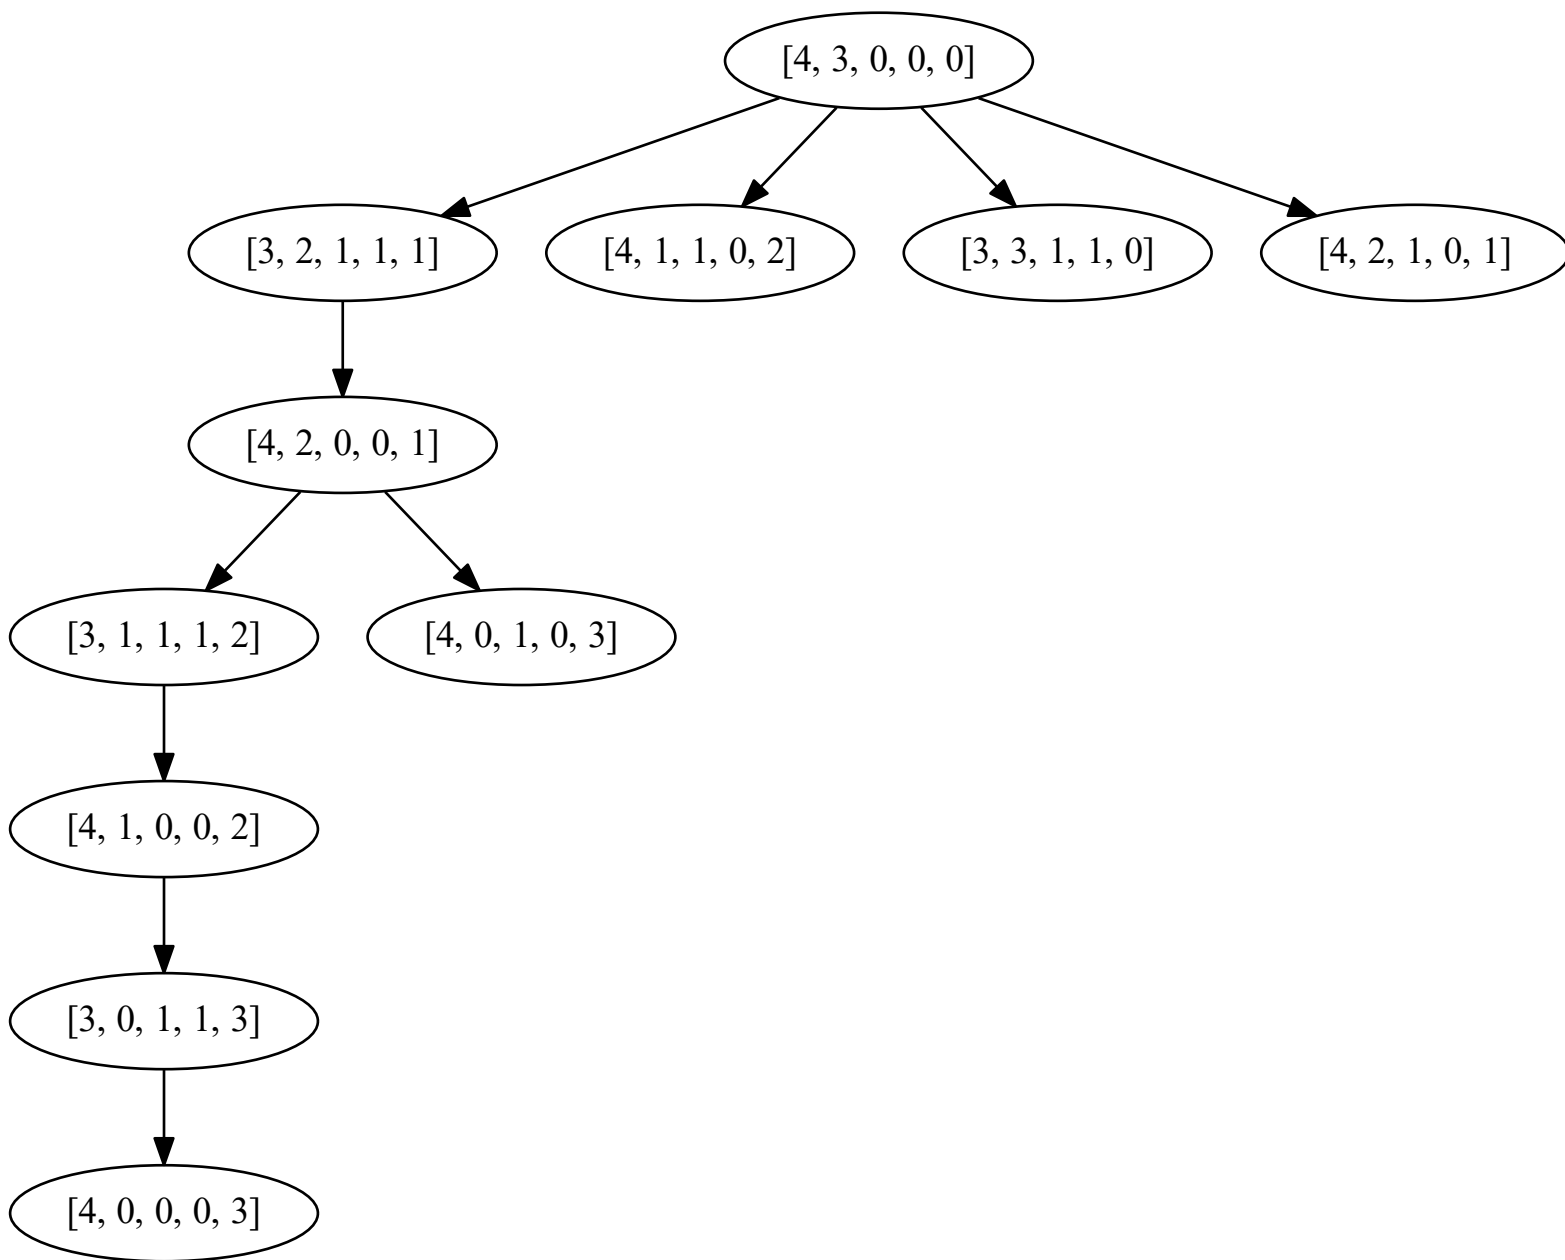 [4, 3, 0, 0, 0]
[3, 2, 1, 1, 1]
[4, 1, 1, 0, 2]
[3, 3, 1, 1, 0]
[4, 2, 1, 0, 1]
[4, 2, 0, 0, 1]
[3, 1, 1, 1, 2]
[4, 0, 1, 0, 3]
[4, 1, 0, 0, 2]
[3, 0, 1, 1, 3]
[4, 0, 0, 0, 3]